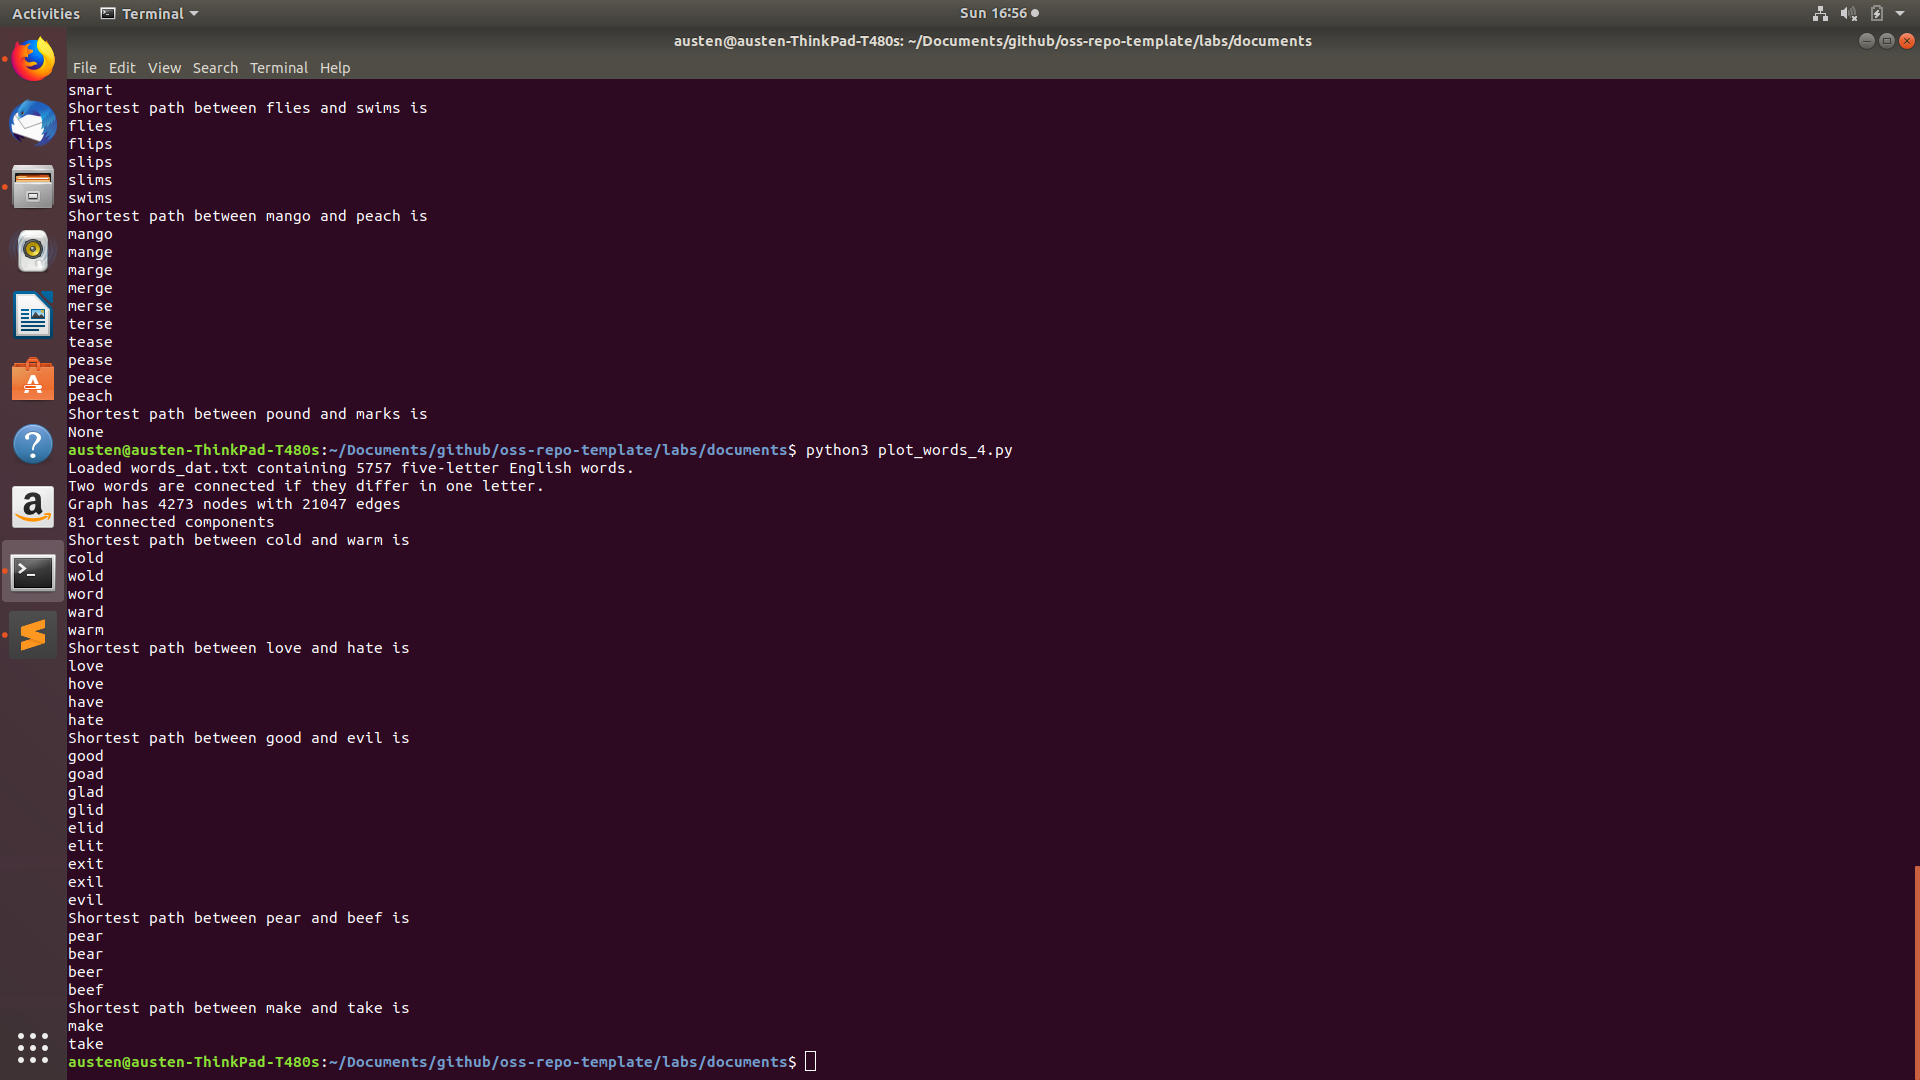 Activities
Terminal
Sun 16:56
austen@austen-ThinkPad-T480s: ~/Documents/github/oss-repo-template/labs/documents
File Edit View Search Terminal Help
smart
Shortest path between flies and swims is
flies
flips
slips
slims
swims
Shortest path between mango and peach is
mango
mange
marge
merge
merse
terse
tease
pease
peace
peach
Shortest path between pound and marks is
None
austen@austen-ThinkPad-T480s:~/Documents/github/oss-repo-template/labs/documents$ python3 plot_words_4.py
Loaded words_dat.txt containing 5757 five-letter English words.
Two words are connected if they differ in one letter.
Graph has 4273 nodes with 21047 edges
81 connected components
Shortest path between cold and warm is
cold
wold
word
ward
warm
Shortest path between love and hate is
love
hove
have
hate
Shortest path between good and evil is
good
goad
glad
glid
elid
elit
exit
exil
evil
Shortest path between pear and beef is
pear
bear
beer
beef
Shortest path between make and take is
make
take
austen@austen-ThinkPad-T480s:~/Documents/github/oss-repo-template/labs/documents$